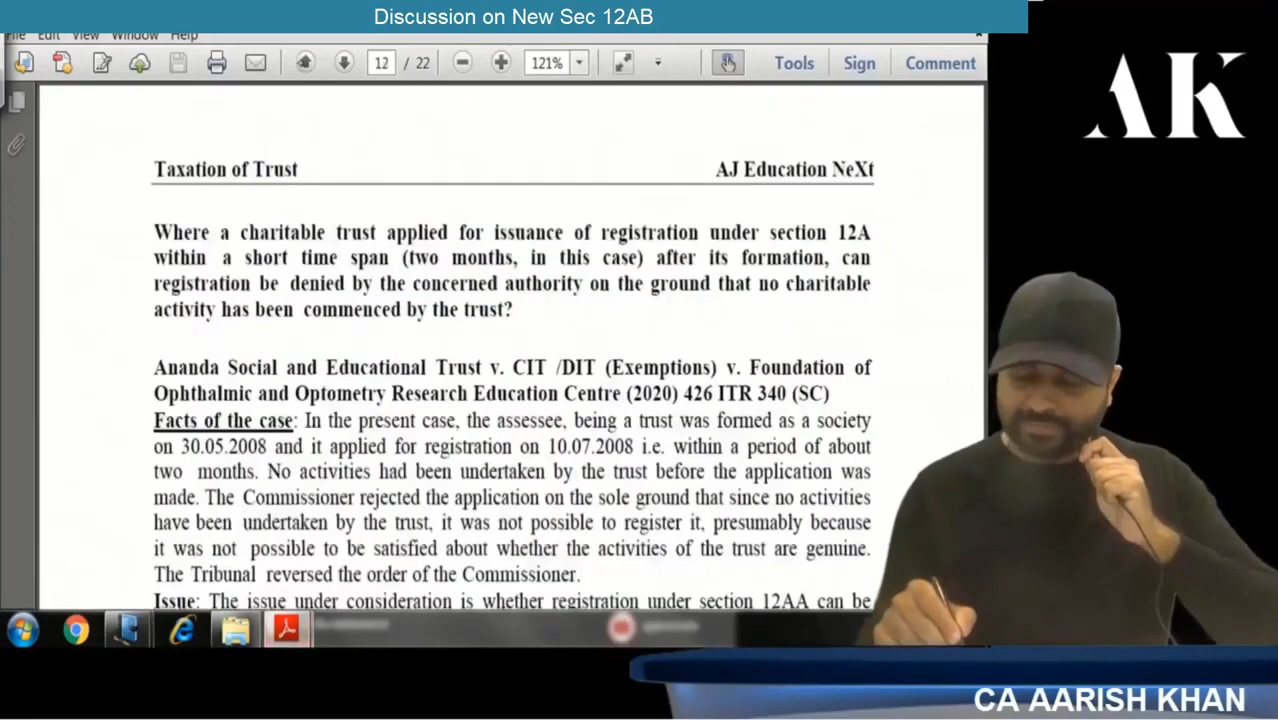 Discussion on New Sec 12AB
File Edit View Window Help
12 / 22
121%
Tools Sign Comment
AK
Taxation of Trust AJ Education NeXt
Where a charitable trust applied for issuance of registration under section 12A
within a short time span (two months, in this case) after its formation, can
registration be denied by the concerned authority on the ground that no charitable
activity has been commenced by the trust?
Ananda Social and Educational Trust v. CIT /DIT (Exemptions) v. Foundation of
Ophthalmic and Optometry Research Education Centre (2020) 426 ITR 340 (SC)
Facts of the case: In the present case, the assessee, being a trust was formed as a society
on 30.05.2008 and it applied for registration on 10.07.2008 i.e. within a period of about
two months. No activities had been undertaken by the trust before the application was
made. The Commissioner rejected the application on the sole ground that since no activities
have been undertaken by the trust, it was not possible to register it, presumably because
it was not possible to be satisfied about whether the activities of the trust are genuine.
The Tribunal reversed the order of the Commissioner.
Issue: The issue under consideration is whether registration under section 12AA can be
CA AARISH KHAN